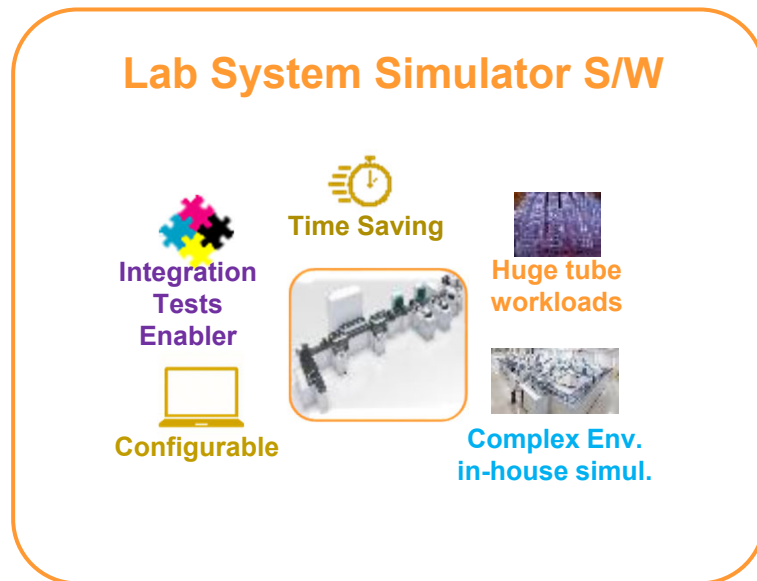 Lab System Simulator S/W
Time Saving
Integration
Tests
Enabler
Huge tube
workloads
Configurable
Complex Env.
in-house simul.